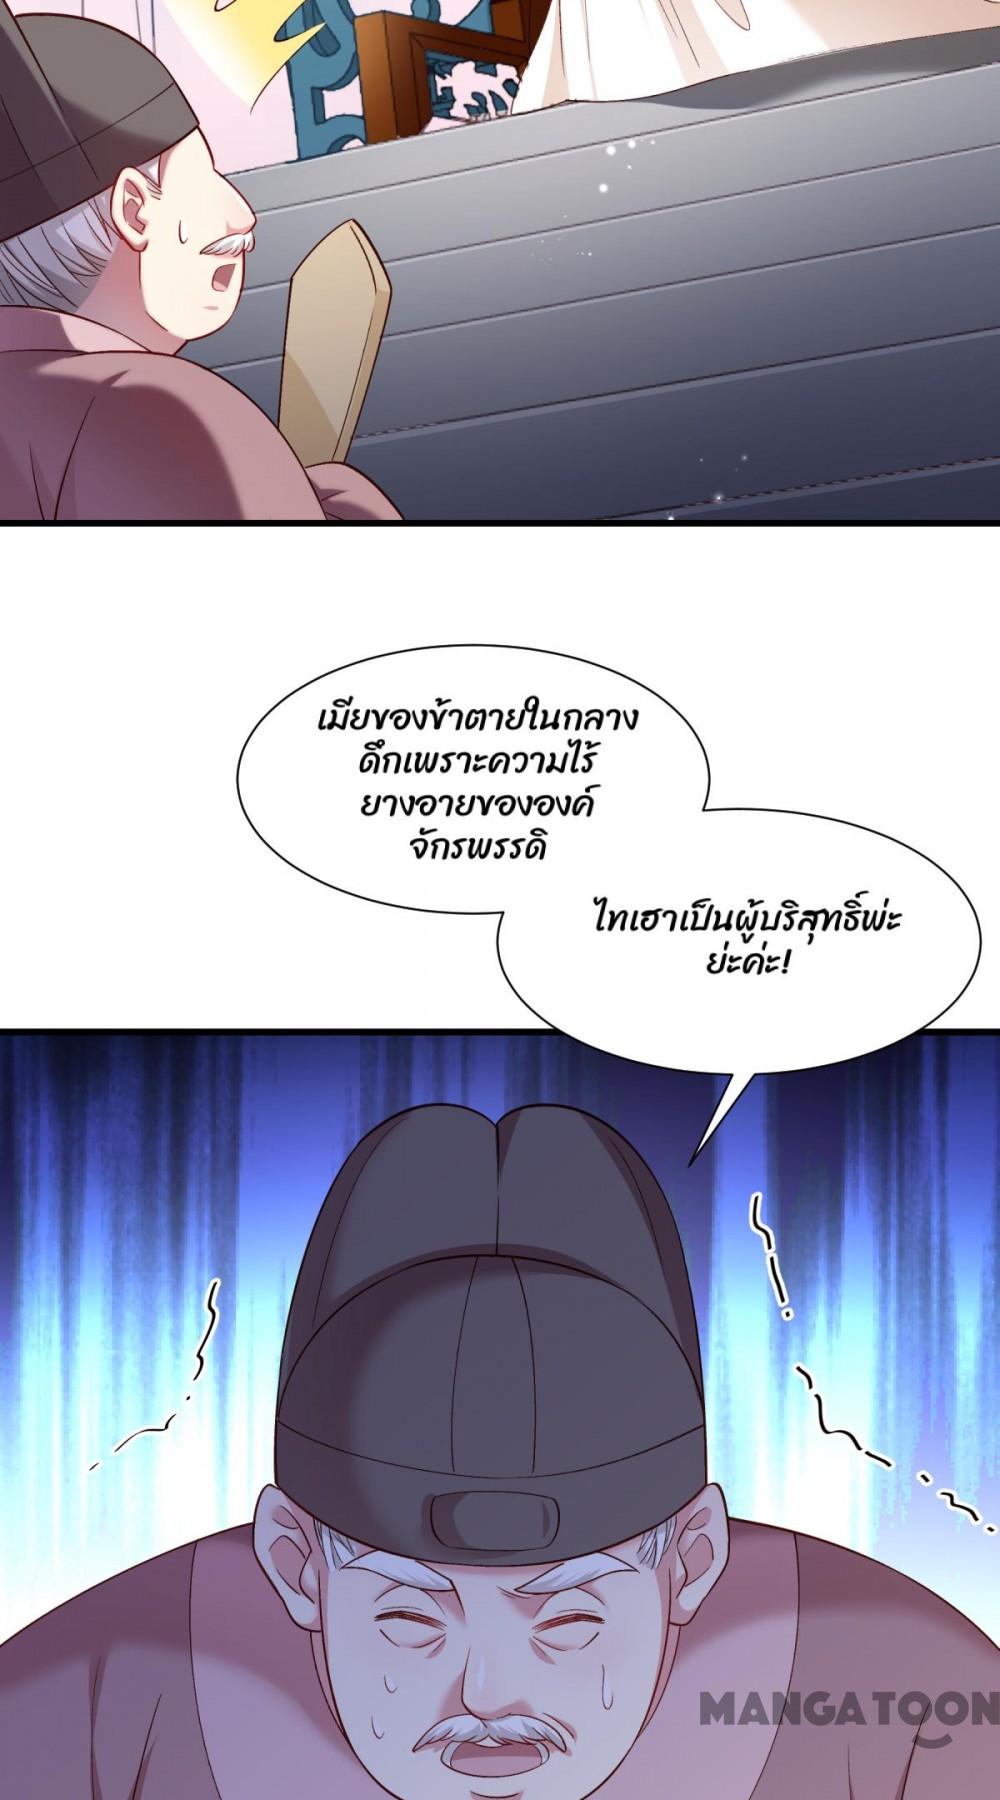 เมียของข้าตายในกลาง
ดึกเพราะความไร้
ยางอายขององค์
จักรพรรดิ
ไทเฮาเป็นผู้บริสุทธิ์พ่ะ
ย่ะค่ะ!
MANGATOON